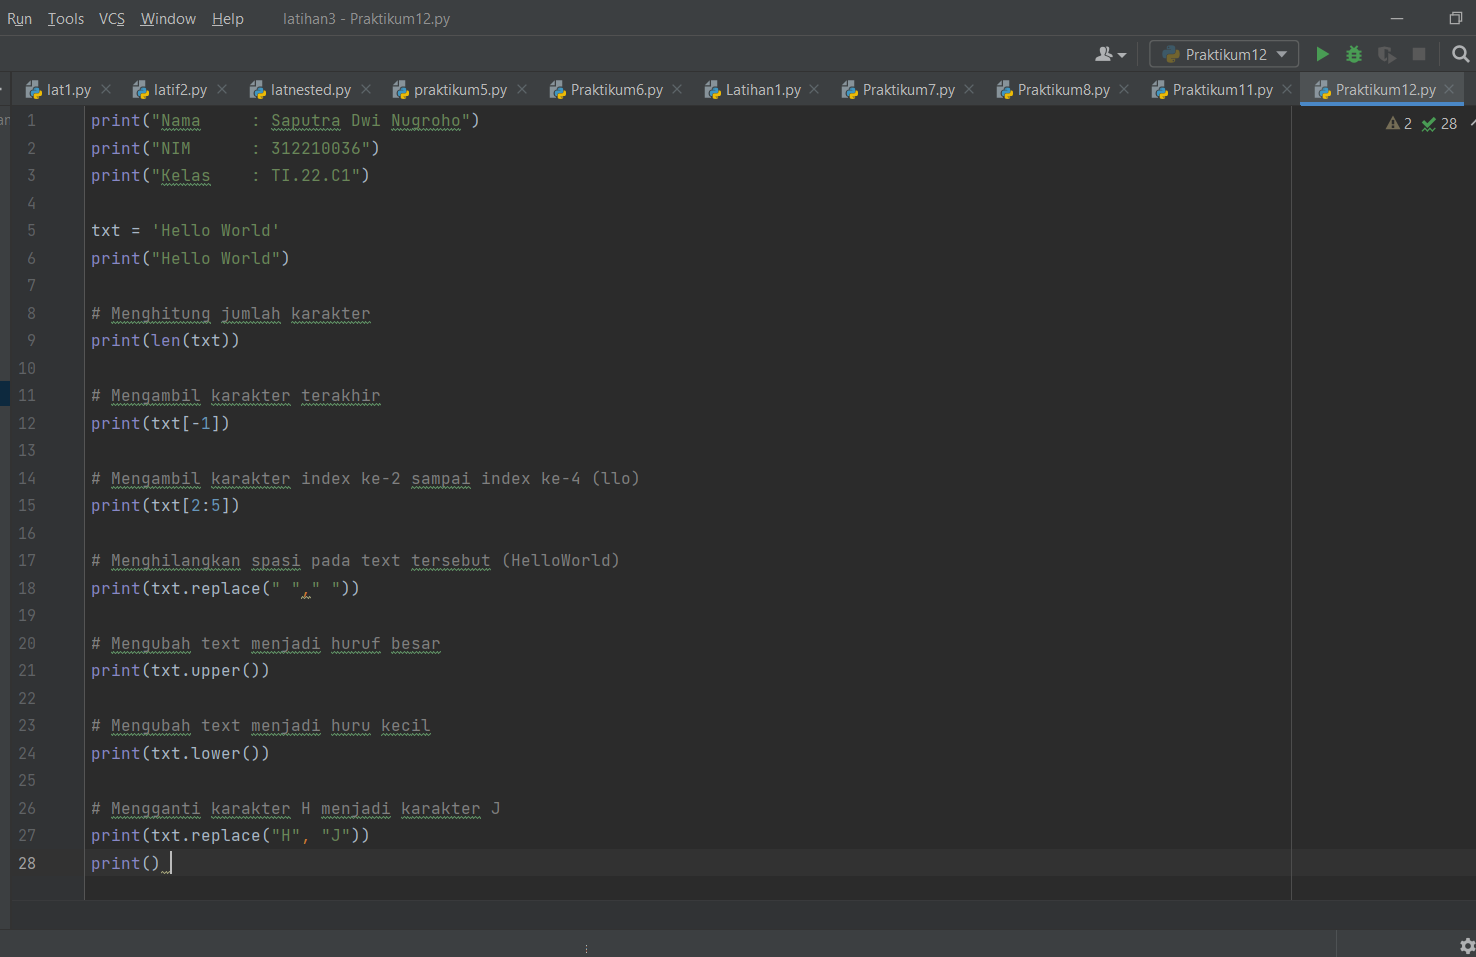 Run Tools VCS Window Help latihan3 - Praktikum12.py
Praktikum12
lat1.py latif2.py latnested.py praktikum5.py Praktikum6.py Latihan1.py Praktikum7.py Praktikum8.py Praktikum11.py Praktikum12.py
2 28
1 print("Nama     : Saputra Dwi Nugroho")
2 print("NIM      : 312210036")
3 print("Kelas    : TI.22.C1")
4
5 txt = 'Hello World'
6 print("Hello World")
7
8 # Menghitung jumlah karakter
9 print(len(txt))
10
11 # Mengambil karakter terakhir
12 print(txt[-1])
13
14 # Mengambil karakter index ke-2 sampai index ke-4 (llo)
15 print(txt[2:5])
16
17 # Menghilangkan spasi pada text tersebut (HelloWorld)
18 print(txt.replace(" "," "))
19
20 # Mengubah text menjadi huruf besar
21 print(txt.upper())
22
23 # Mengubah text menjadi huru kecil
24 print(txt.lower())
25
26 # Mengganti karakter H menjadi karakter J
27 print(txt.replace("H", "J"))
28 print()